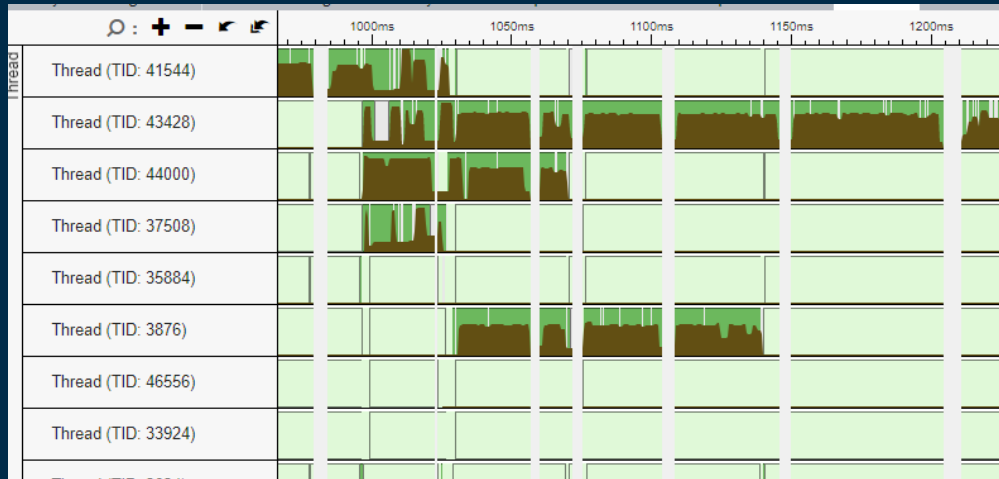 :
1000ms 1050ms 1100ms 1150ms 1200ms
Thread
Thread (TID: 41544)
Thread (TID: 43428)
Thread (TID: 44000)
Thread (TID: 37508)
Thread (TID: 35884)
Thread (TID: 3876)
Thread (TID: 46556)
Thread (TID: 33924)